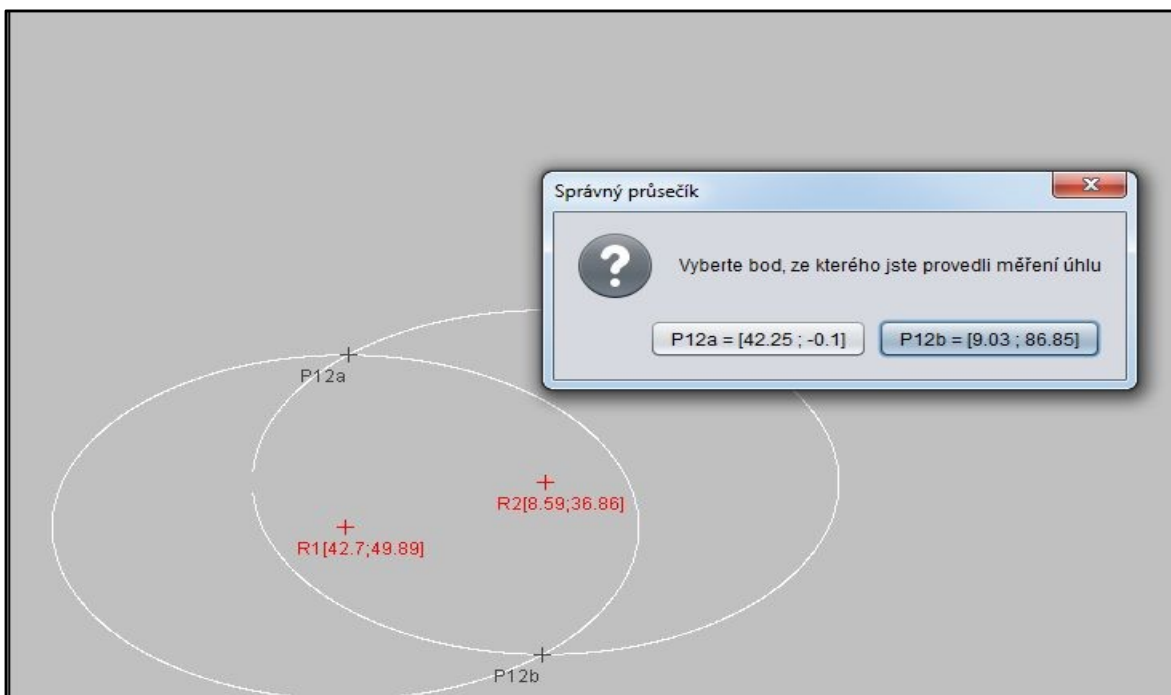 Správný průsečík
Vyberte bod, ze kterého jste provedli měření úhlu
P12a = [42.25 ; -0.1]
P12b = [9.03 ; 86.85]
P12a
R2[8.59;36.86]
R1[42.7;49.89]
P12b